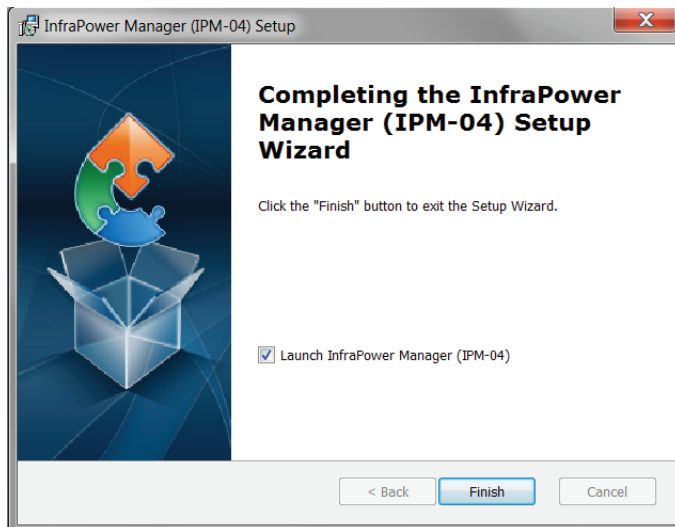 InfraPower Manager (IPM-04) Setup
Completing the InfraPower
Manager (IPM-04) Setup
Wizard
Click the "Finish" button to exit the Setup Wizard.
Launch InfraPower Manager (IPM-04)
< Back
Finish
Cancel